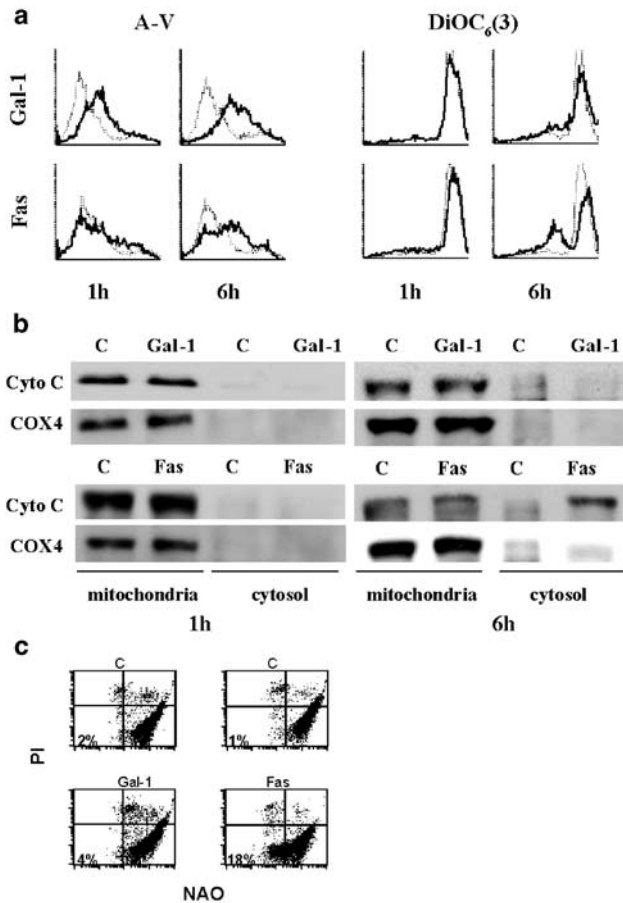 a
A-V DiOC₆(3)
Gal-1
Fas
1h 6h 1h 6h
b
C Gal-1 C Gal-1 C Gal-1 C Gal-1
Cyto C
COX4
C Fas C Fas C Fas C Fas
Cyto C
COX4
mitochondria cytosol mitochondria cytosol
1h 6h
c
C C
2% 1%
PI
Gal-1 Fas
4% 18%
NAO